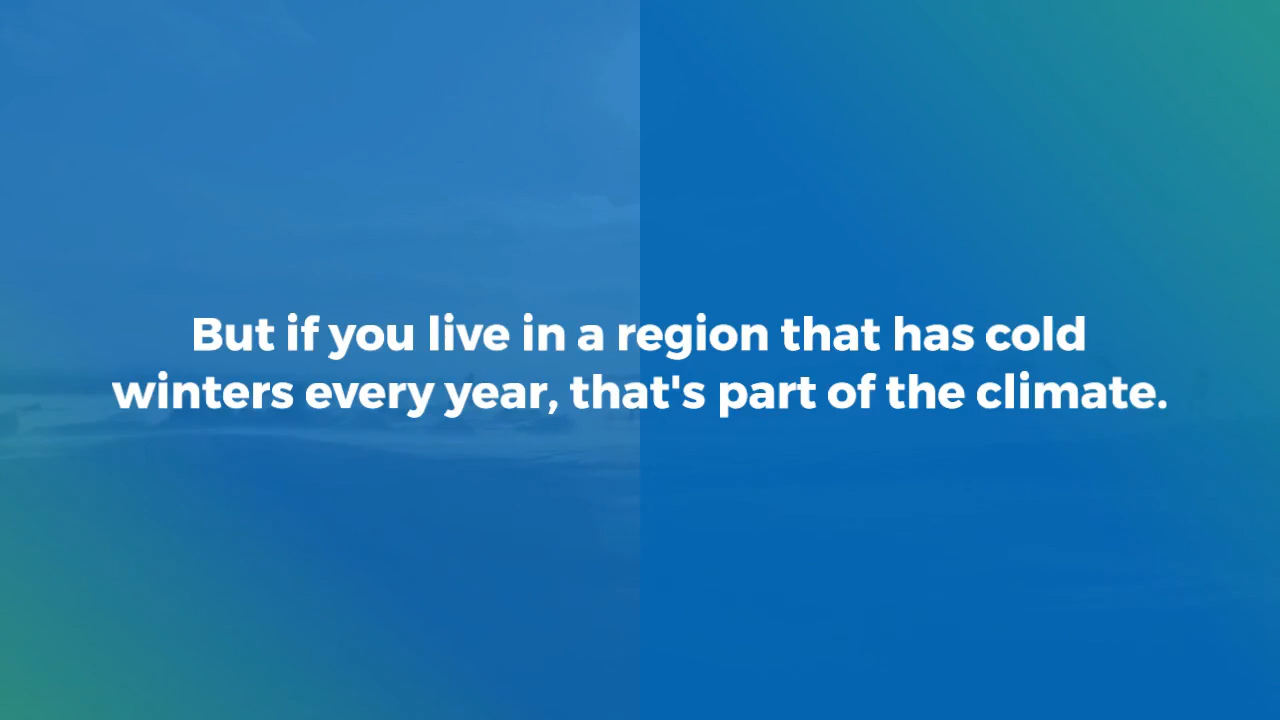 But if you live in a region that has cold
winters every year, that's part of the climate.